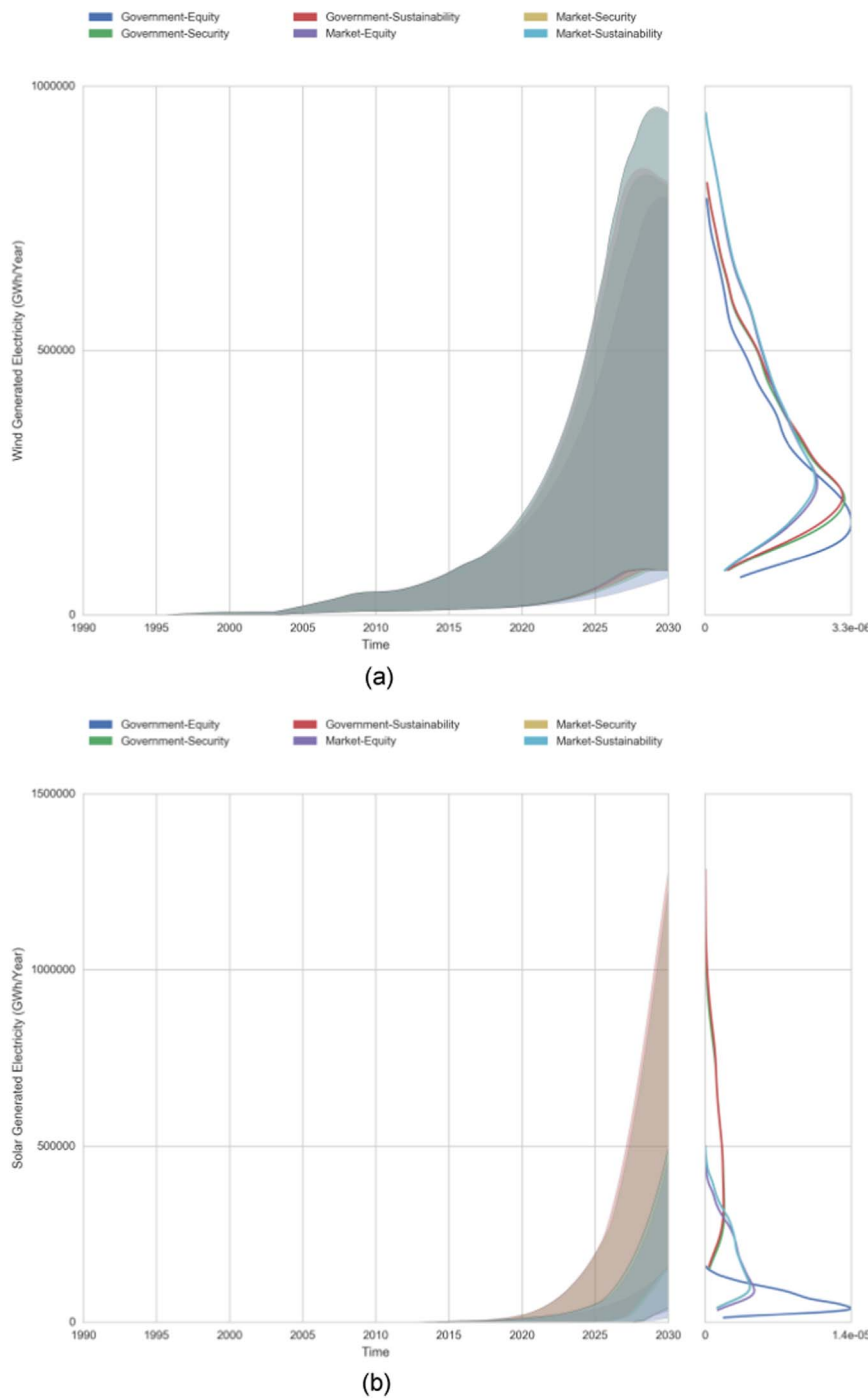 Government-Equity Government-Sustainability Market-Security
Government-Security Market-Equity Market-Sustainability
1000000
500000
0
Wind Generated Electricity (GWh/Year)
1990 1995 2000 2005 2010 2015 2020 2025 2030 0 3.3e-06
Time
(a)
Government-Equity Government-Sustainability Market-Security
Government-Security Market-Equity Market-Sustainability
1500000
1000000
500000
0
Solar Generated Electricity (GWh/Year)
1990 1995 2000 2005 2010 2015 2020 2025 2030 0 1.4e-05
Time
(b)